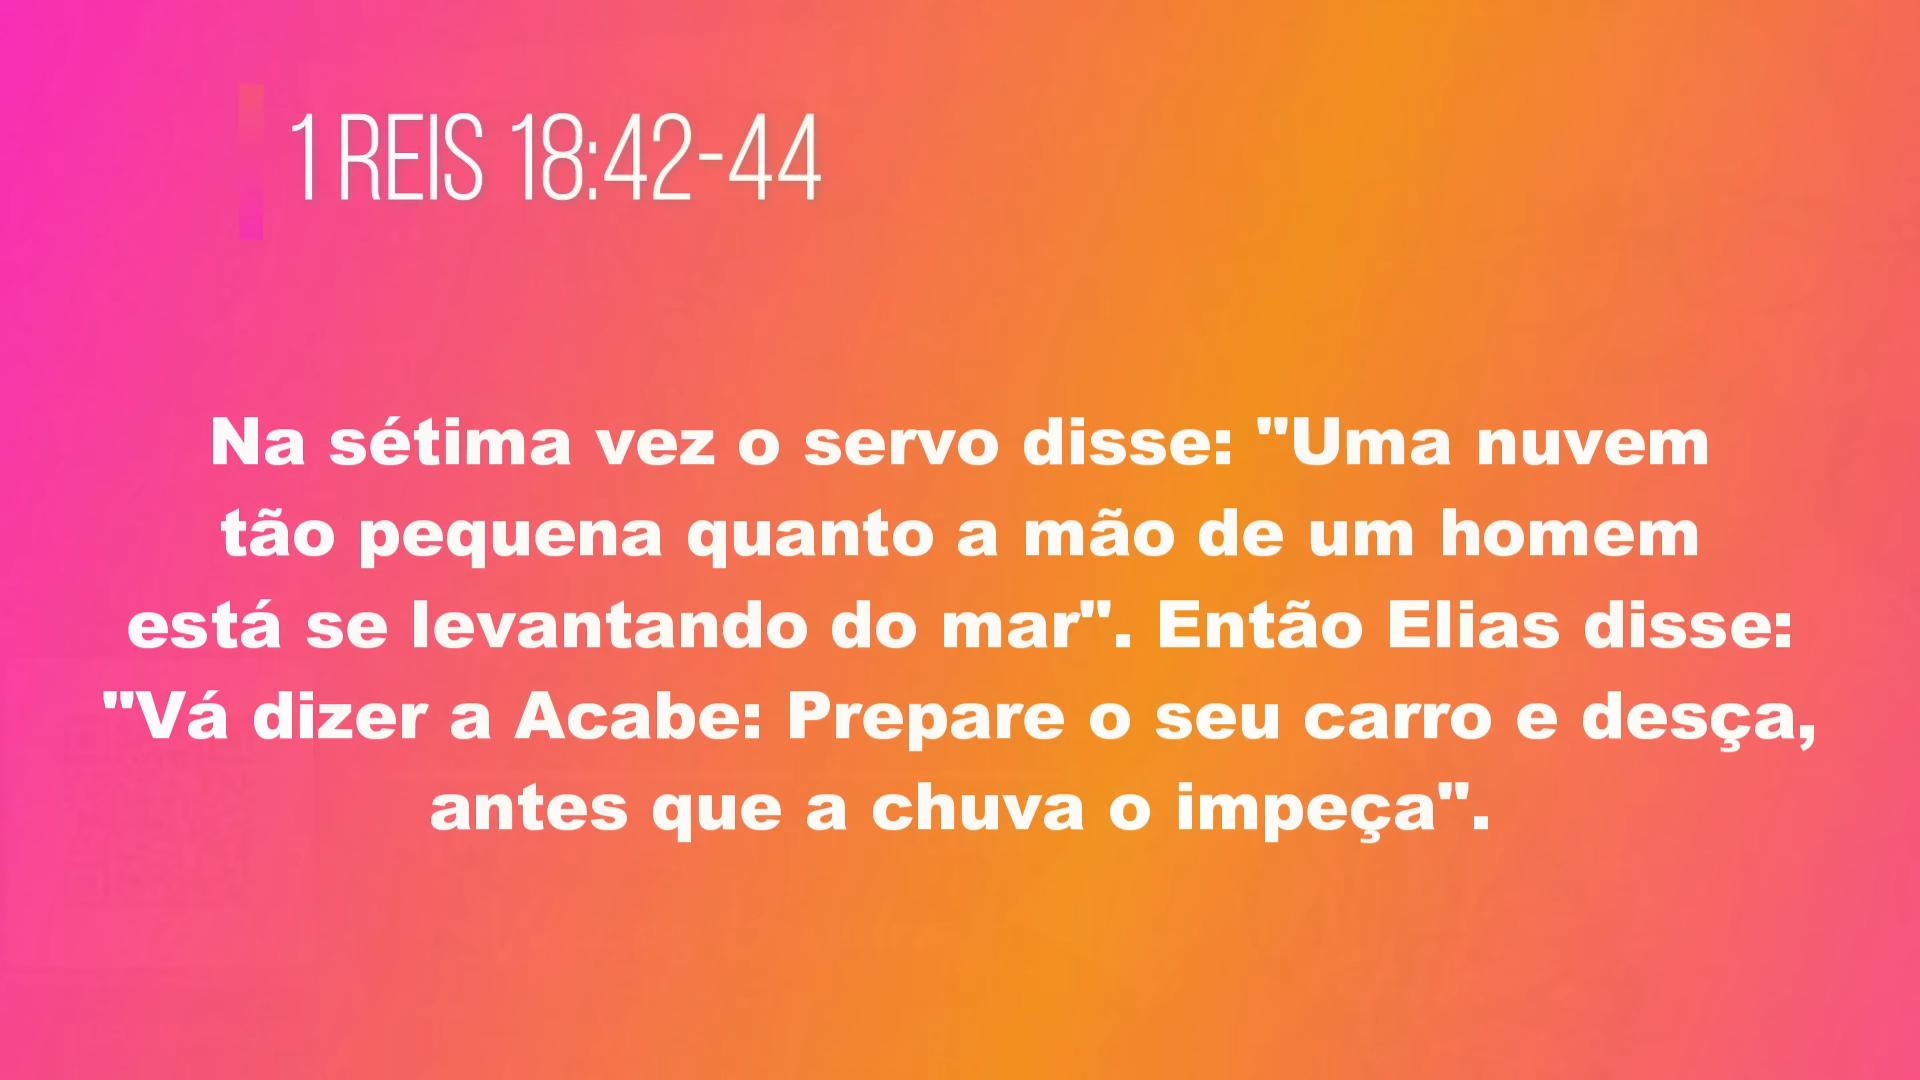 1 REIS 18:42-44
Na sétima vez o servo disse: "Uma nuvem
tão pequena quanto a mão de um homem
está se levantando do mar". Então Elias disse:
"Vá dizer a Acabe: Prepare o seu carro e desça,
antes que a chuva o impeça".